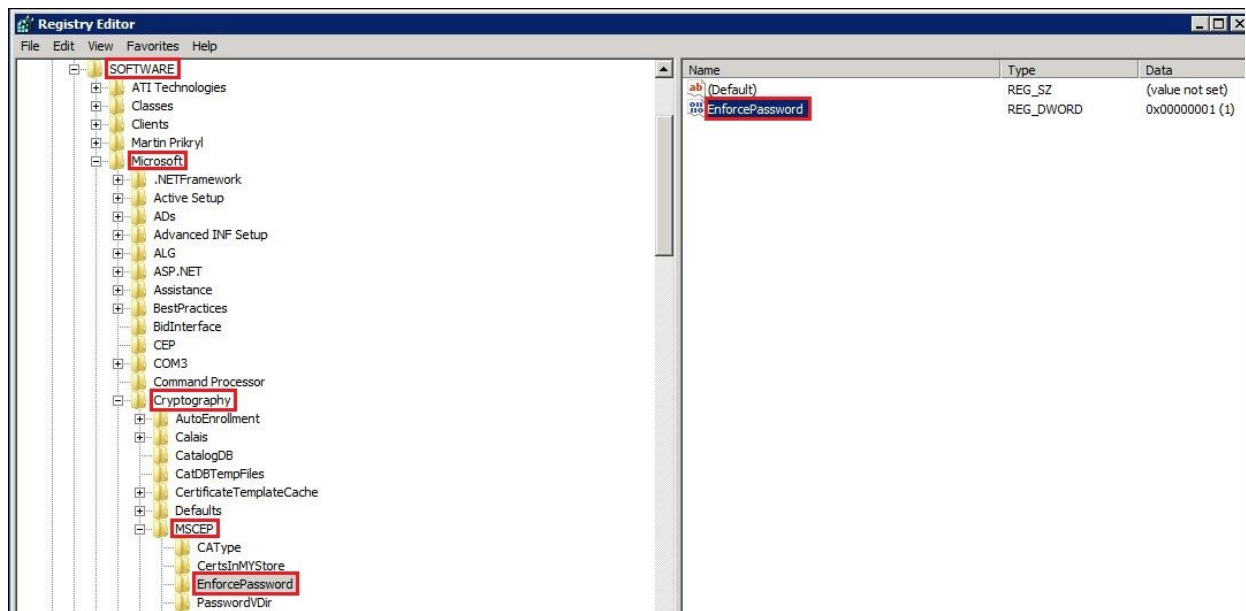 Registry Editor
File Edit View Favorites Help
SOFTWARE
ATI Technologies
Classes
Clients
Martin Prikryl
Microsoft
.NETFramework
Active Setup
ADs
Advanced INF Setup
ALG
ASP.NET
Assistance
BestPractices
BidInterface
CEP
COM3
Command Processor
Cryptography
AutoEnrollment
Calais
CatalogDB
CatDBTempFiles
CertificateTemplateCache
Defaults
MSCEP
CAType
CertsInMYStore
EnforcePassword
PasswordVDir
Name Type Data
(Default) REG_SZ (value not set)
EnforcePassword REG_DWORD 0x00000001 (1)